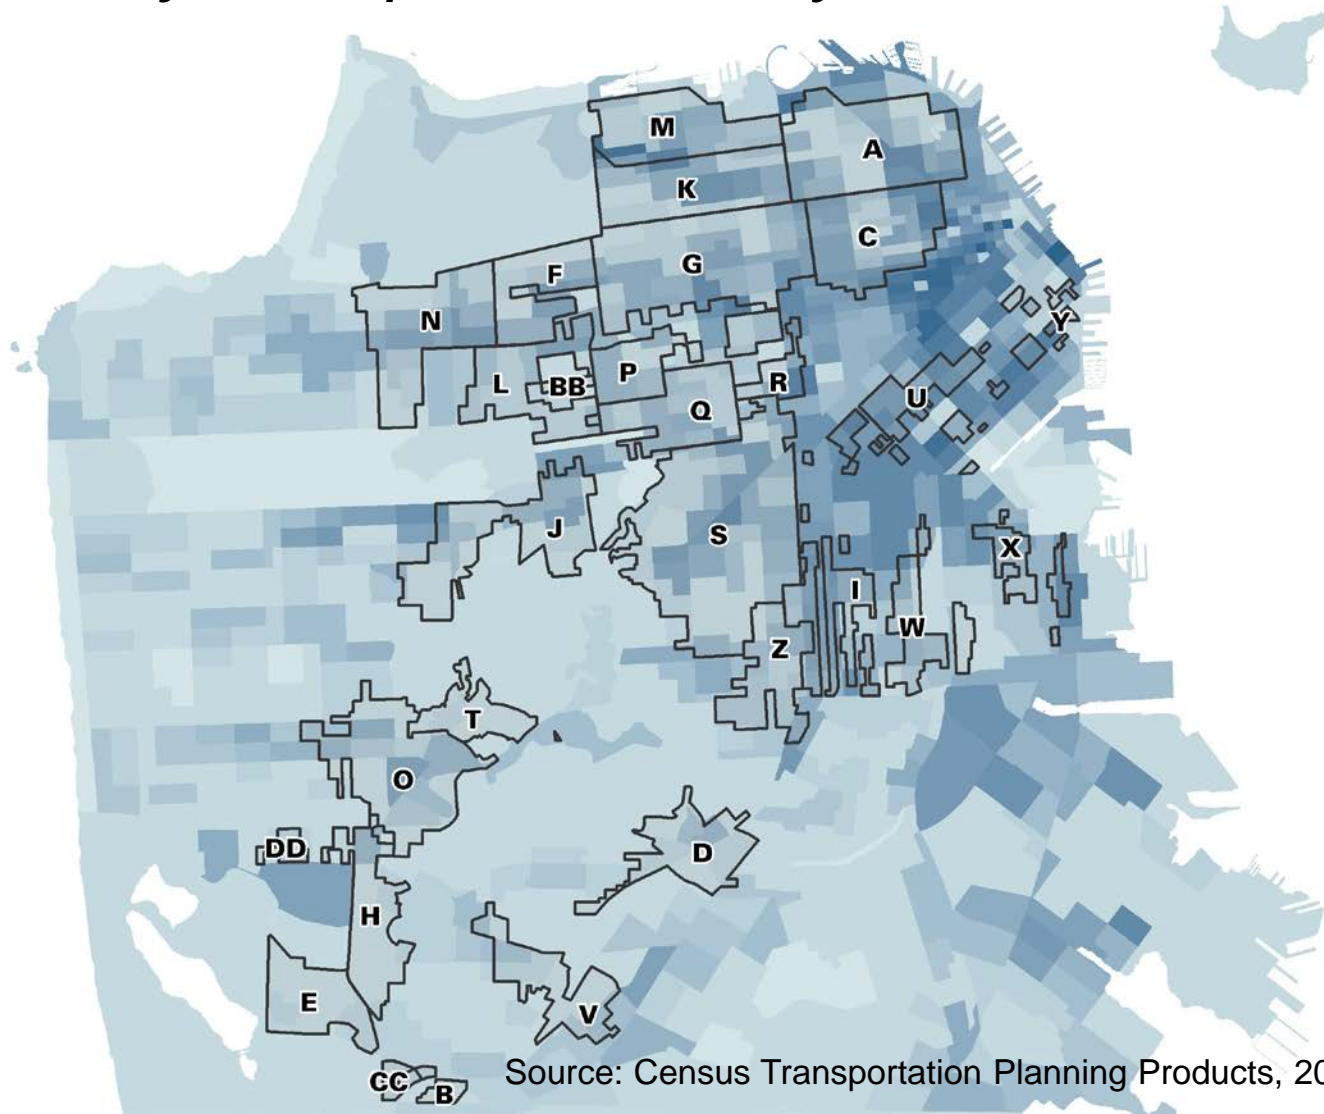 M
A
K
C
G
F
N
Y
P
L
BB
R
U
Q
J
S
X
I
W
Z
T
O
DD
D
H
E
V
Source: Census Transportation Planning Products, 20
CC
B